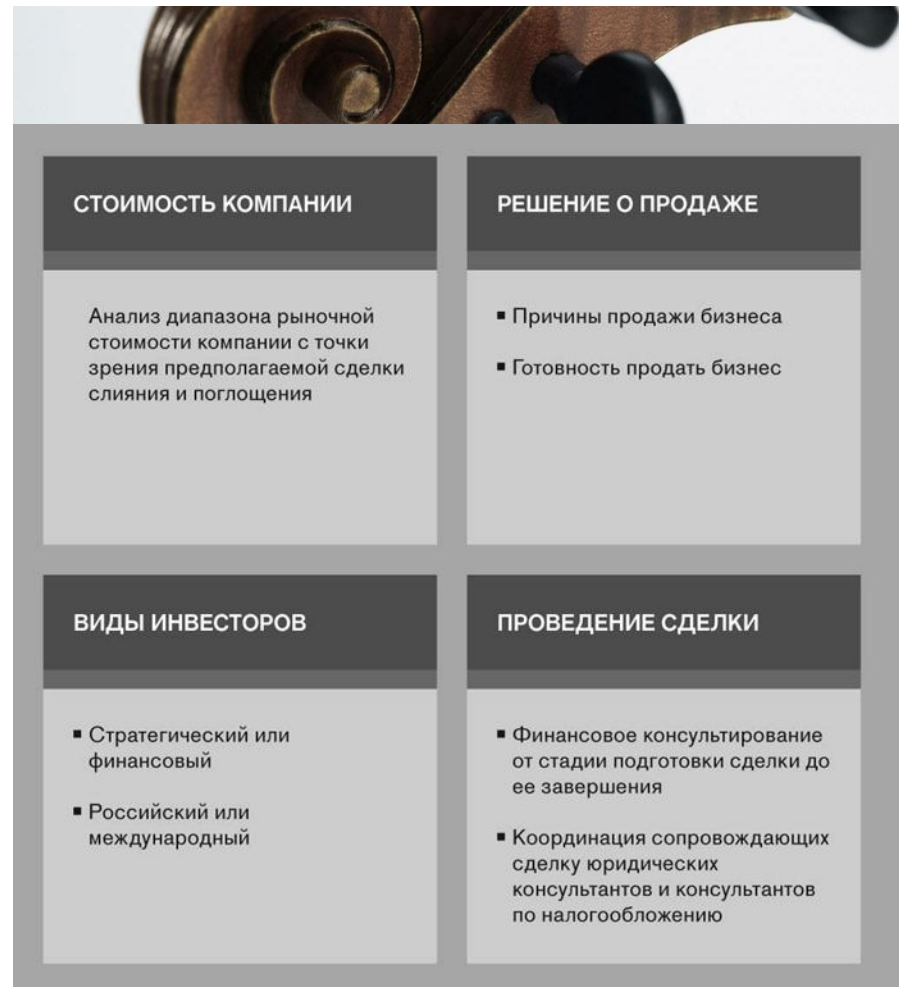 СТОИМОСТЬ КОМПАНИИ
Анализ диапазона рыночной
стоимости компании с точки
зрения предполагаемой сделки
слияния и поглощения
РЕШЕНИЕ О ПРОДАЖЕ
▪ Причины продажи бизнеса
▪ Готовность продать бизнес
ВИДЫ ИНВЕСТОРОВ
▪ Стратегический или
финансовый
▪ Российский или
международный
ПРОВЕДЕНИЕ СДЕЛКИ
▪ Финансовое консультирование
от стадии подготовки сделки до
ее завершения
▪ Координация сопровождающих
сделку юридических
консультантов и консультантов
по налогообложению